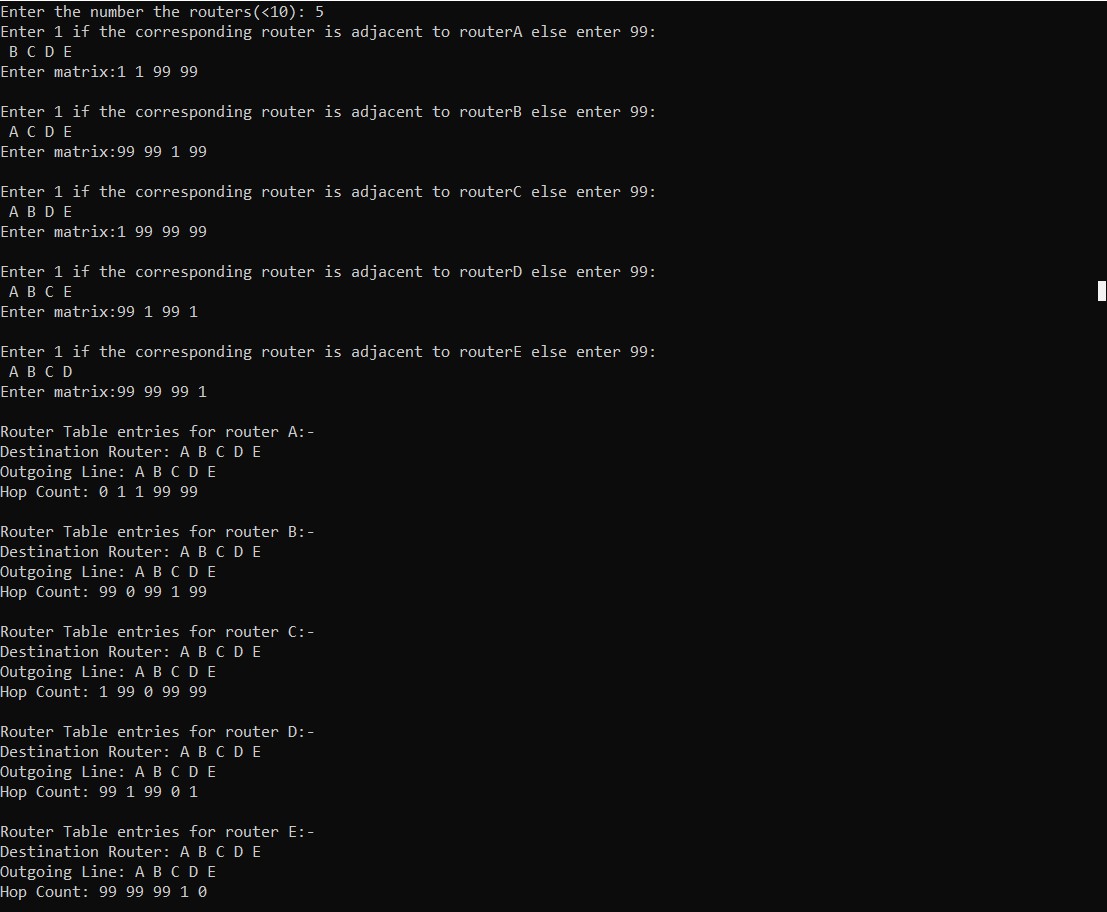 Enter the number the routers(<10): 5
Enter 1 if the corresponding router is adjacent to routerA else enter 99:
 B C D E
Enter matrix:1 1 99 99

Enter 1 if the corresponding router is adjacent to routerB else enter 99:
 A C D E
Enter matrix:99 99 1 99

Enter 1 if the corresponding router is adjacent to routerC else enter 99:
 A B D E
Enter matrix:1 99 99 99

Enter 1 if the corresponding router is adjacent to routerD else enter 99:
 A B C E
Enter matrix:99 1 99 1

Enter 1 if the corresponding router is adjacent to routerE else enter 99:
 A B C D
Enter matrix:99 99 99 1

Router Table entries for router A:-
Destination Router: A B C D E
Outgoing Line: A B C D E
Hop Count: 0 1 1 99 99

Router Table entries for router B:-
Destination Router: A B C D E
Outgoing Line: A B C D E
Hop Count: 99 0 99 1 99

Router Table entries for router C:-
Destination Router: A B C D E
Outgoing Line: A B C D E
Hop Count: 1 99 0 99 99

Router Table entries for router D:-
Destination Router: A B C D E
Outgoing Line: A B C D E
Hop Count: 99 1 99 0 1

Router Table entries for router E:-
Destination Router: A B C D E
Outgoing Line: A B C D E
Hop Count: 99 99 99 1 0